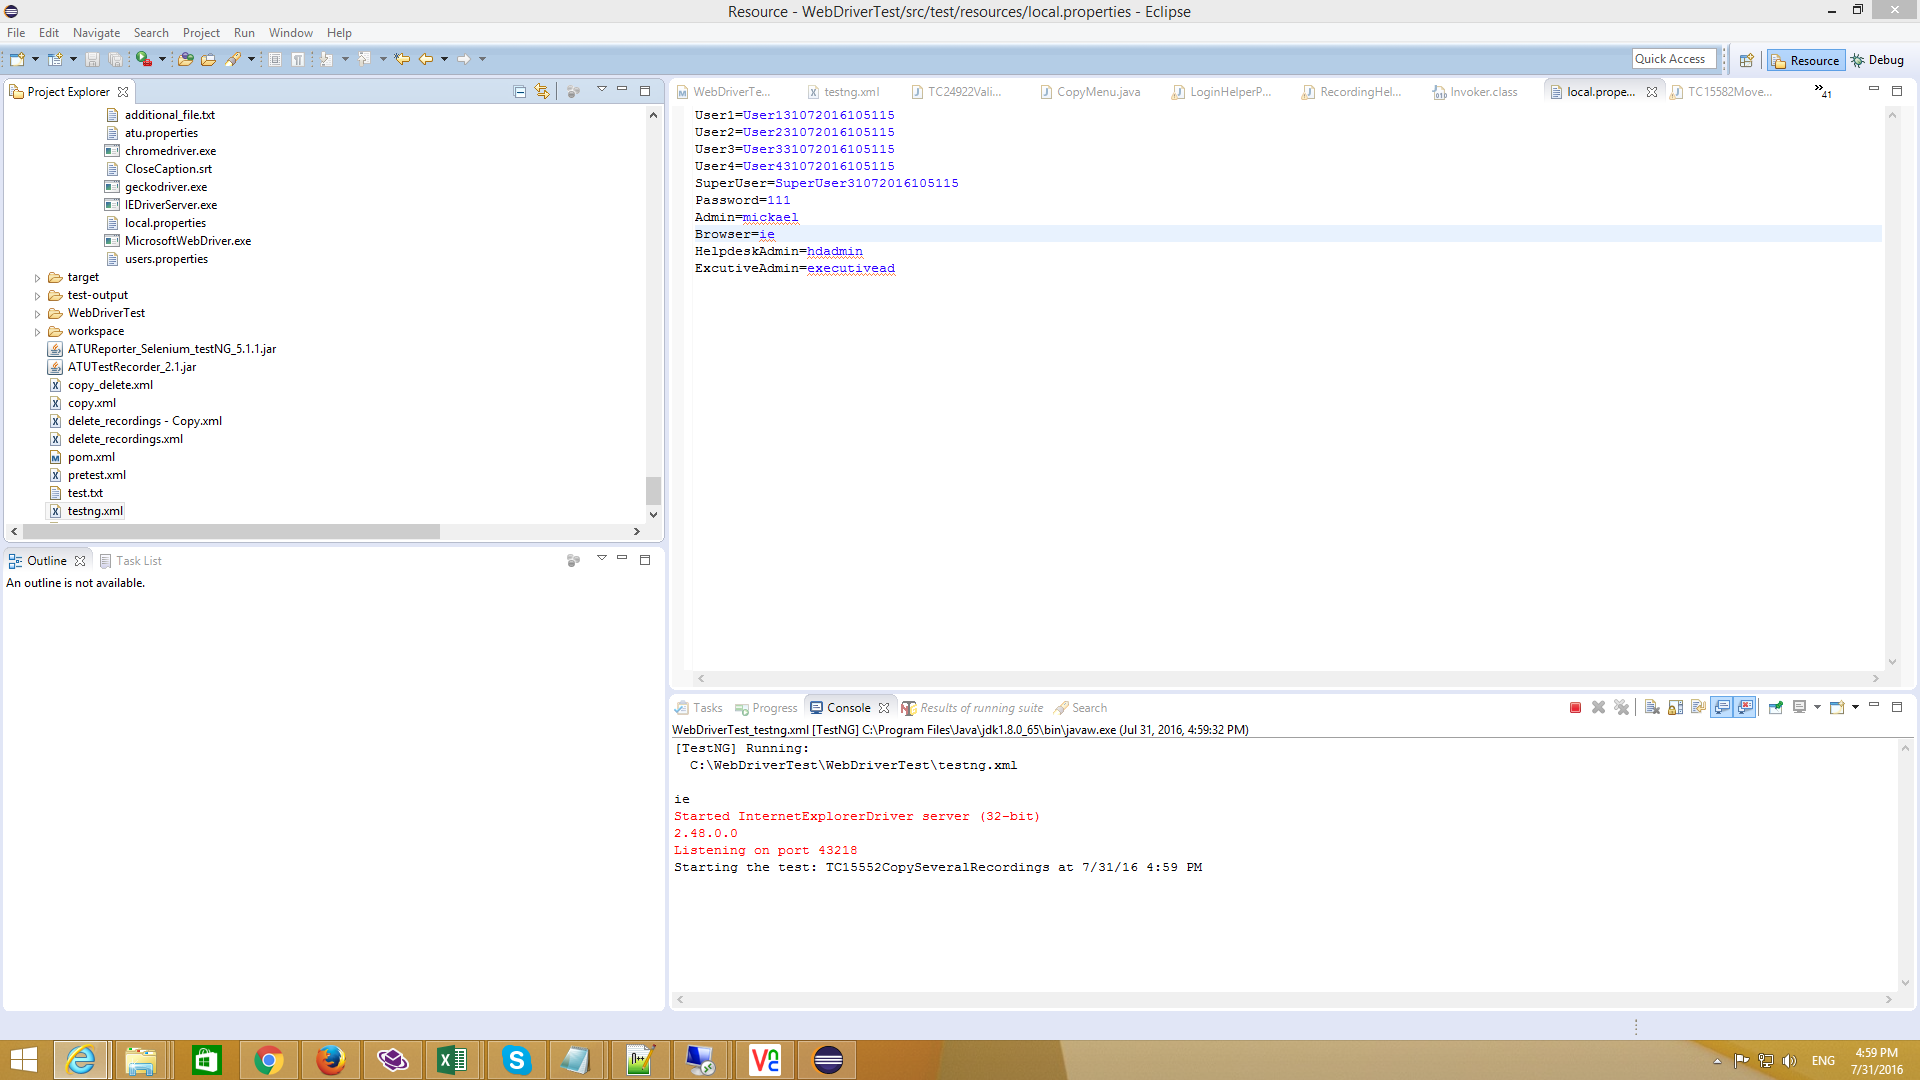 Resource - WebDriverTest/src/test/resources/local.properties - Eclipse
File Edit Navigate Search Project Run Window Help
Quick Access
Resource
Debug
Project Explorer
additional_file.txt
atu.properties
chromedriver.exe
CloseCaption.srt
geckodriver.exe
IEDriverServer.exe
local.properties
MicrosoftWebDriver.exe
users.properties
target
test-output
WebDriverTest
workspace
ATUReporter_Selenium_testNG_5.1.1.jar
ATUTestRecorder_2.1.jar
copy_delete.xml
copy.xml
delete_recordings - Copy.xml
delete_recordings.xml
pom.xml
pretest.xml
test.txt
testng.xml
Outline
Task List
An outline is not available.
WebDriverTe... testng.xml TC24922Vali... CopyMenu.java LoginHelperP... RecordingHel... Invoker.class local.prope... TC15582Move... 41
User1=User131072016105115
User2=User231072016105115
User3=User331072016105115
User4=User431072016105115
SuperUser=SuperUser31072016105115
Password=111
Admin=mickael
Browser=ie
HelpdeskAdmin=hdadmin
ExcutiveAdmin=executivead
Tasks Progress Console Results of running suite Search
WebDriverTest_testng.xml [TestNG] C:\Program Files\Java\jdk1.8.0_65\bin\javaw.exe (Jul 31, 2016, 4:59:32 PM)
[TestNG] Running:
C:\WebDriverTest\WebDriverTest\testng.xml
ie
Started InternetExplorerDriver server (32-bit)
2.48.0.0
Listening on port 43218
Starting the test: TC15552CopySeveralRecordings at 7/31/16 4:59 PM
ENG
4:59 PM
7/31/2016